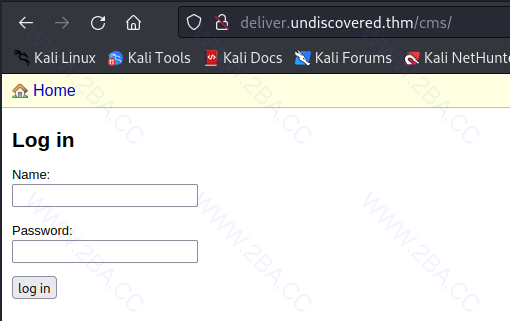 deliver.undiscovered.thm/cms/
Kali Linux Kali Tools Kali Docs Kali Forums Kali NetHunte
Home
Log in
Name:
Password:
log in
WWW.2BA.CC
WWW.2BA.CC
WWW.2BA.CC
WWW.2BA.CC
WWW.2BA.CC
WWW.2BA.CC